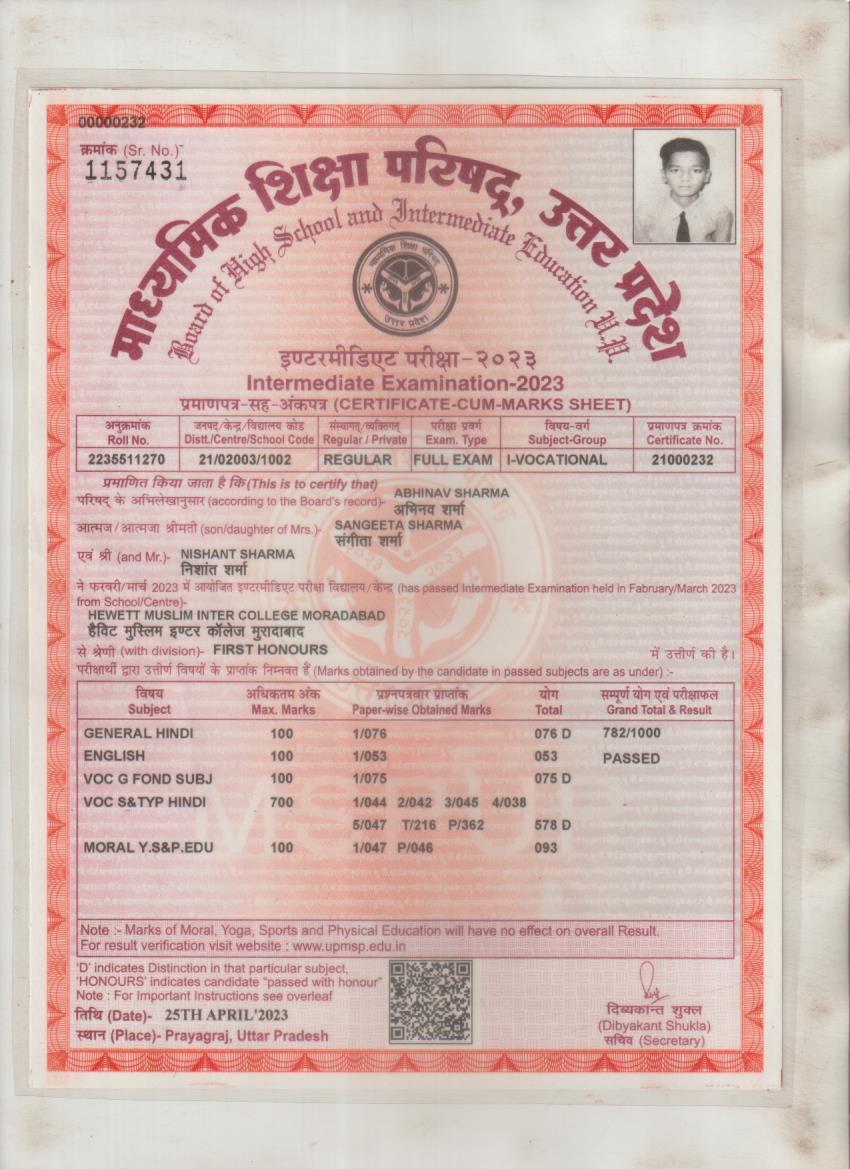 00000232
क्रमांक (Sr. No.)
1157431
माध्यमिक शिक्षा परिषद्, उत्तर प्रदेश
Board of High School and Intermediate Education U.P.
माध्यमिक शिक्षा परिषद
उत्तर प्रदेश
इण्टरमीडिएट परीक्षा-२०२३
Intermediate Examination-2023
प्रमाणपत्र-सह-अंकपत्र (CERTIFICATE-CUM-MARKS SHEET)
अनुक्रमांक जनपद/केन्द्र/विद्यालय कोड संस्थागत्/व्यक्तिगत् परीक्षा प्रवर्ग विषय-वर्ग प्रमाणपत्र क्रमांक
Roll No. Distt./Centre/School Code Regular / Private Exam. Type Subject-Group Certificate No.
2235511270 21/02003/1002 REGULAR FULL EXAM I-VOCATIONAL 21000232
प्रमाणित किया जाता है कि (This is to certify that)
परिषद् के अभिलेखानुसार (according to the Board's record)- ABHINAV SHARMA
अभिनव शर्मा
आत्मज/आत्मजा श्रीमती (son/daughter of Mrs.)- SANGEETA SHARMA
संगीता शर्मा
एवं श्री (and Mr.)- NISHANT SHARMA
निशांत शर्मा
ने फरवरी/मार्च 2023 में आयोजित इण्टरमीडिएट परीक्षा विद्यालय/केन्द्र (has passed Intermediate Examination held in Fabruary/March 2023
from School/Centre)-
HEWETT MUSLIM INTER COLLEGE MORADABAD
हैविट मुस्लिम इण्टर कॉलेज मुरादाबाद
से श्रेणी (with division)- FIRST HONOURS में उत्तीर्ण की है।
परीक्षार्थी द्वारा उत्तीर्ण विषयों के प्राप्तांक निम्नवत हैं (Marks obtained by the candidate in passed subjects are as under) :-
विषय अधिकतम अंक प्रश्नपत्रवार प्राप्तांक योग सम्पूर्ण योग एवं परीक्षाफल
Subject Max. Marks Paper-wise Obtained Marks Total Grand Total & Result
GENERAL HINDI 100 1/076 076 D 782/1000
ENGLISH 100 1/053 053 PASSED
VOC G FOND SUBJ 100 1/075 075 D
VOC S&TYP HINDI 700 1/044 2/042 3/045 4/038
5/047 T/216 P/362 578 D
MORAL Y.S&P.EDU 100 1/047 P/046 093
Note :- Marks of Moral, Yoga, Sports and Physical Education will have no effect on overall Result.
For result verification visit website : www.upmsp.edu.in
'D' indicates Distinction in that particular subject,
'HONOURS' indicates candidate "passed with honour"
Note : For Important Instructions see overleaf
तिथि (Date)- 25TH APRIL'2023
स्थान (Place)- Prayagraj, Uttar Pradesh
दिब्यकान्त शुक्ल
(Dibyakant Shukla)
सचिव (Secretary)